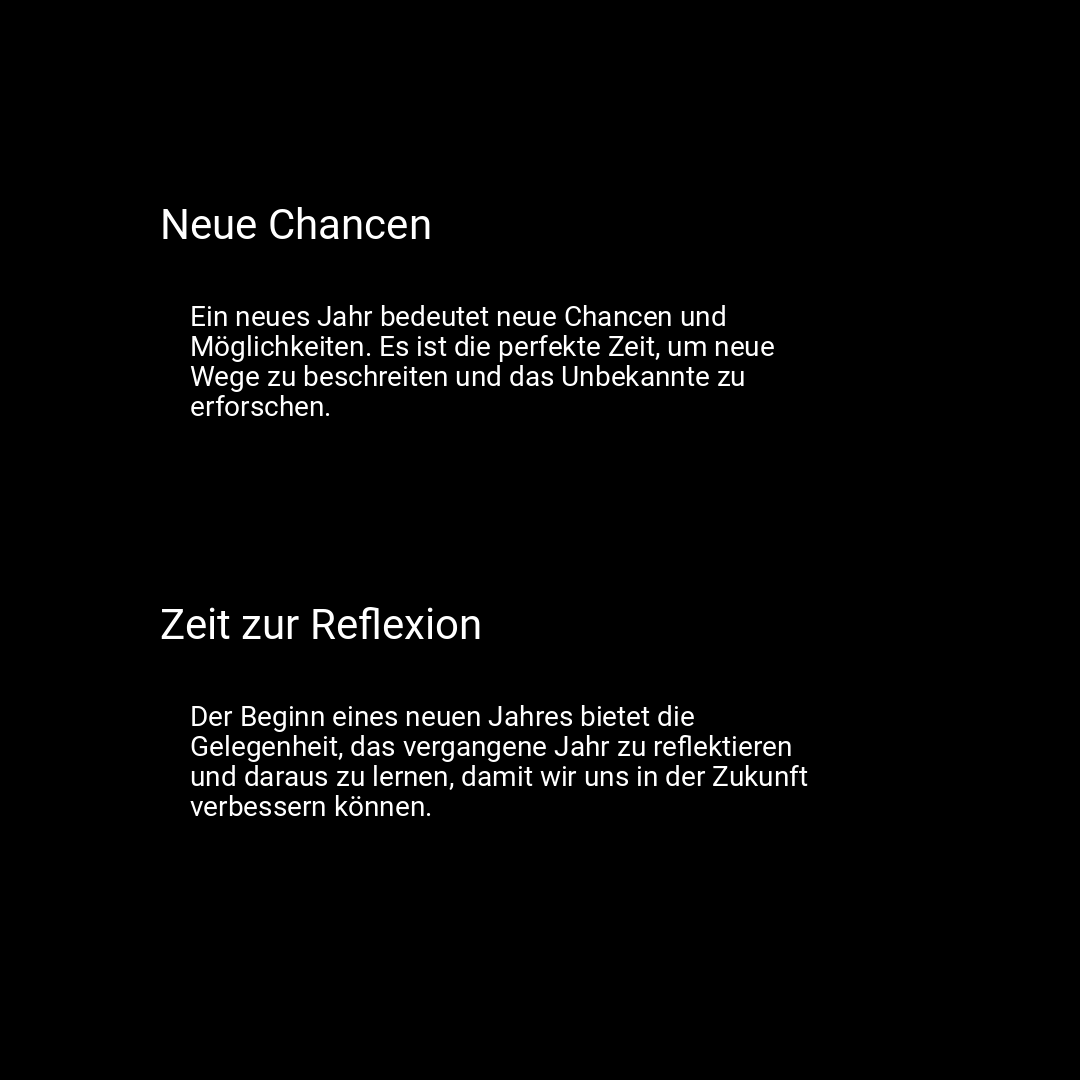 Neue Chancen
Ein neues Jahr bedeutet neue Chancen und
Möglichkeiten. Es ist die perfekte Zeit, um neue
Wege zu beschreiten und das Unbekannte zu
erforschen.
Zeit zur Reflexion
Der Beginn eines neuen Jahres bietet die
Gelegenheit, das vergangene Jahr zu reflektieren
und daraus zu lernen, damit wir uns in der Zukunft
verbessern können.